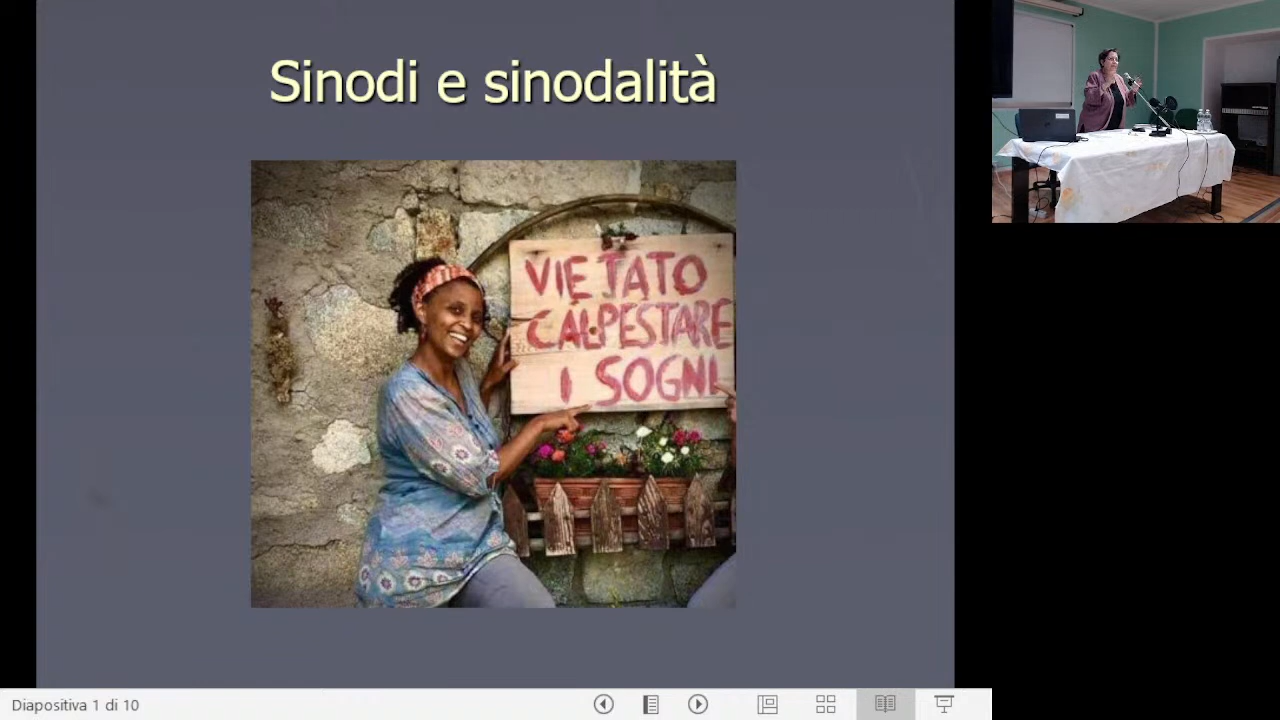 Sinodi e sinodalità
VIETATO
CALPESTARE
I SOGNI
Diapositiva 1 di 10